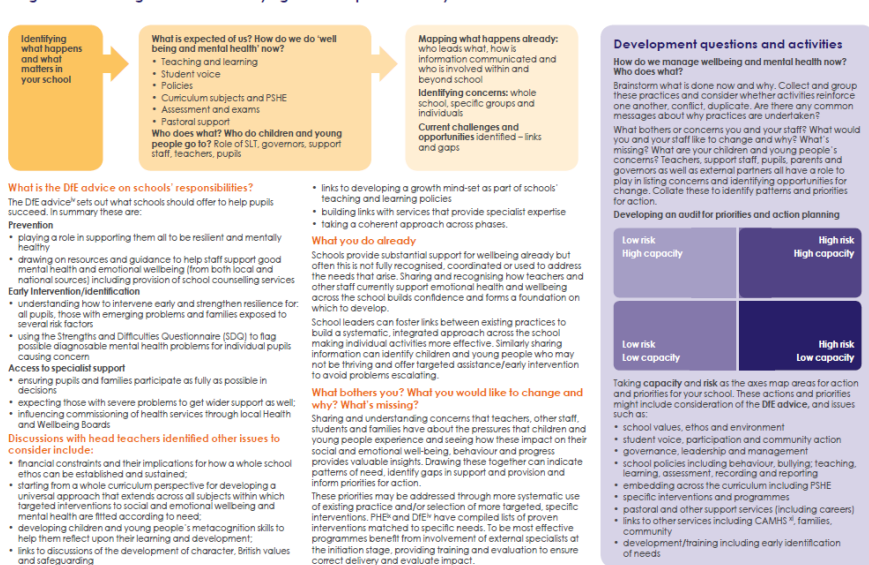 Identifying
what happens
and what
matters in
your school
What is expected of us? How do we do 'well
being and mental health' now?
• Teaching and learning
• Student voice
• Policies
• Curriculum subjects and PSHE
• Assessment and exams
• Pastoral support
Who does what? Who do children and young
people go to? Role of SLT, governors, support
staff, teachers, pupils
Mapping what happens already:
who leads what, how is
information communicated and
who is involved within and
beyond school
Identifying concerns: whole
school, specific groups and
individuals
Current challenges and
opportunities identified – links
and gaps
What is the DfE advice on schools' responsibilities?
The DfE advice sets out what schools should offer to help pupils
succeed. In summary these are:
Prevention
• playing a role in supporting them all to be resilient and mentally
healthy
• drawing on resources and guidance to help staff support good
mental health and emotional wellbeing (from both local and
national sources) including provision of school counselling services
Early Intervention/identification
• understanding how to intervene early and strengthen resilience for:
all pupils, those with emerging problems and families exposed to
several risk factors
• using the Strengths and Difficulties Questionnaire (SDQ) to flag
possible diagnosable mental health problems for individual pupils
causing concern
Access to specialist support
• ensuring pupils and families participate as fully as possible in
decisions
• expecting those with severe problems to get wider support as well;
• influencing commissioning of health services through local Health
and Wellbeing Boards
Discussions with head teachers identified other issues to
consider include:
• financial constraints and their implications for how a whole school
ethos can be established and sustained;
• starting from a whole curriculum perspective for developing a
universal approach that extends across all subjects within which
targeted interventions to social and emotional wellbeing and
mental health are fitted according to need;
• developing children and young people's metacognition skills to
help them reflect upon their learning and development;
• links to discussions of the development of character, British values
and safeguarding
• links to developing a growth mind-set as part of schools'
teaching and learning policies
• building links with services that provide specialist expertise
• taking a coherent approach across phases.
What you do already
Schools provide substantial support for wellbeing already but
often this is not fully recognised, coordinated or used to address
the needs that arise. Sharing and recognising how teachers and
other staff currently support emotional health and wellbeing
across the school builds confidence and forms a foundation on
which to develop.
School leaders can foster links between existing practices to
build a systematic, integrated approach across the school
making individual activities more effective. Similarly sharing
information can identify children and young people who may
not be thriving and offer targeted assistance/early intervention
to avoid problems escalating.
What bothers you? What you would like to change and
why? What's missing?
Sharing and understanding concerns that teachers, other staff,
students and families have about the pressures that children and
young people experience and seeing how these impact on their
social and emotional well-being, behaviour and progress
provides valuable insights. Drawing these together can indicate
patterns of need, identify gaps in support and provision and
inform priorities for action.
These priorities may be addressed through more systematic use
of existing practice and/or selection of more targeted, specific
interventions. PHE and DfE have compiled lists of proven
interventions matched to specific needs. To be most effective
programmes benefit from involvement of external specialists at
the initiation stage, providing training and evaluation to ensure
correct delivery and evaluate impact.
Development questions and activities
How do we manage wellbeing and mental health now?
Who does what?
Brainstorm what is done now and why. Collect and group
these practices and consider whether activities reinforce
one another, conflict, duplicate. Are there any common
messages about why practices are undertaken?
What bothers or concerns you and your staff? What would
you and your staff like to change and why? What's
missing? What are your children and young people's
concerns? Teachers, support staff, pupils, parents and
governors as well as external partners all have a role to
play in listing concerns and identifying opportunities for
change. Collate these to identify patterns and priorities
for action.
Developing an audit for priorities and action planning
Low risk
High capacity
High risk
High capacity
Low risk
Low capacity
High risk
Low capacity
Taking capacity and risk as the axes map areas for action
and priorities for your school. These actions and priorities
might include consideration of the DfE advice, and issues
such as:
• school values, ethos and environment
• student voice, participation and community action
• governance, leadership and management
• school policies including behaviour, bullying; teaching,
learning, assessment, recording and reporting
• embedding across the curriculum including PSHE
• specific interventions and programmes
• pastoral and other support services (including careers)
• links to other services including CAMHS, families,
community
• development/training including early identification
of needs